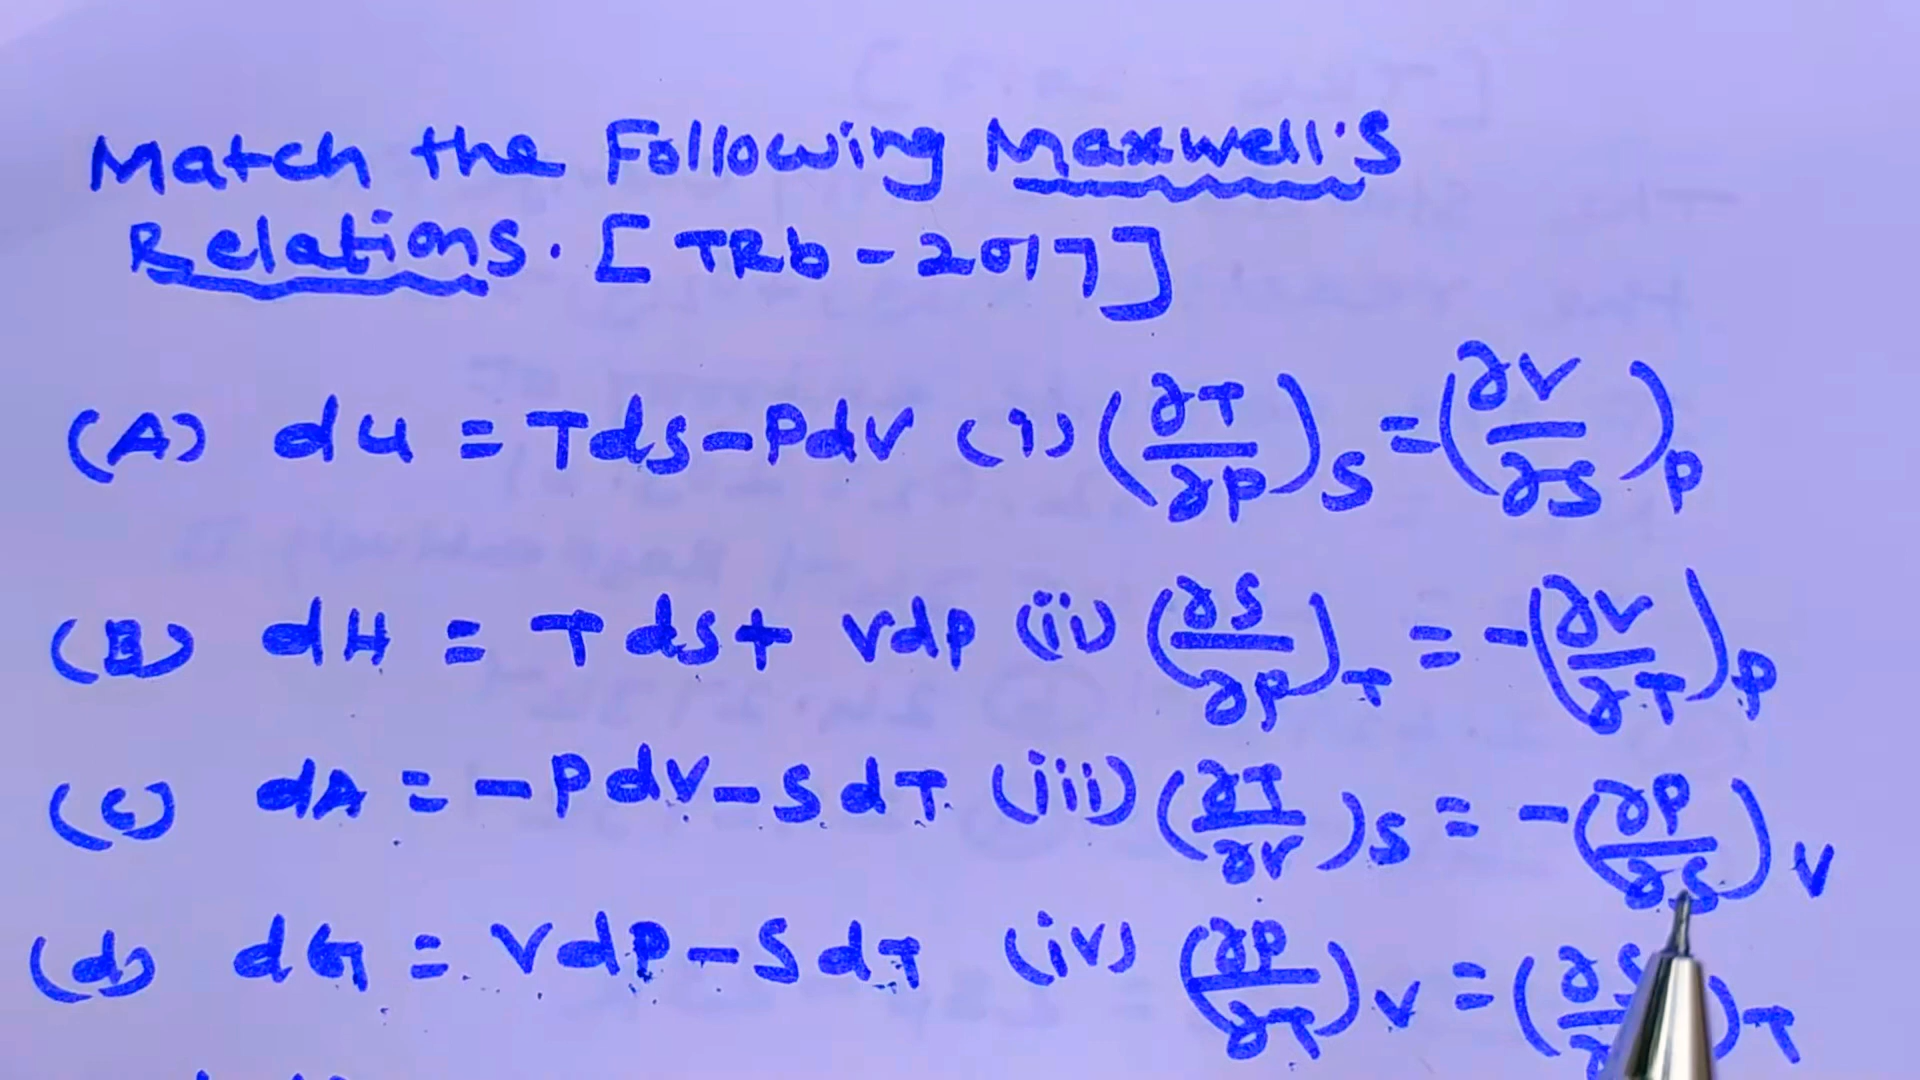 Match the Following Maxwell's
Relations. [TRb - 2017]
(A) du = Tds - PdV (i) (∂T/∂P)S = (∂V/∂S)P
(B) dH = Tds + Vdp (ii) (∂S/∂P)T = -(∂V/∂T)P
(C) dA = -PdV - SdT (iii) (∂T/∂V)S = -(∂P/∂S)V
(d) dG = VdP - SdT (iv) (∂P/∂T)V = (∂S/∂ )T